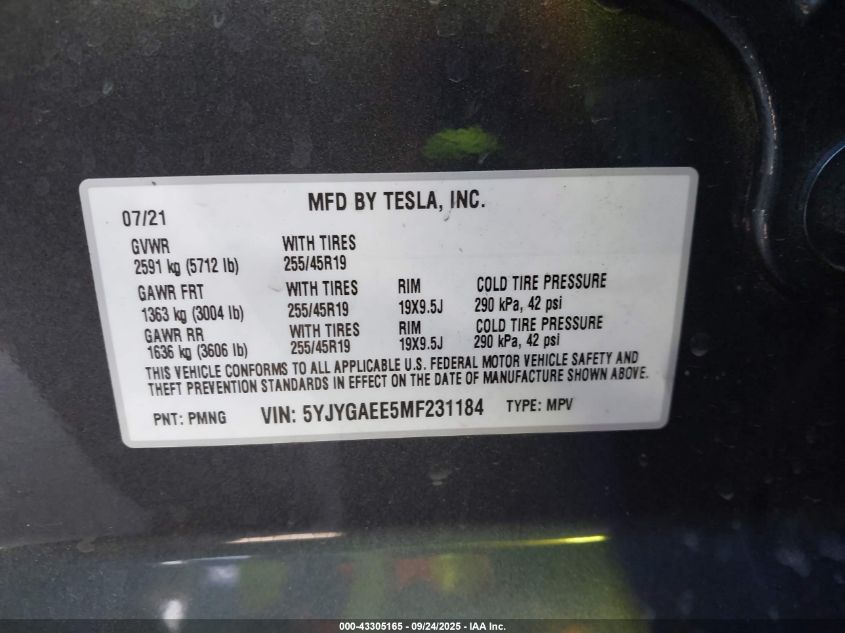 MFD BY TESLA, INC.
07/21
GVWR WITH TIRES
2591 kg (5712 lb) 255/45R19
GAWR FRT WITH TIRES RIM COLD TIRE PRESSURE
1363 kg (3004 lb) 255/45R19 19X9.5J 290 kPa, 42 psi
GAWR RR WITH TIRES RIM COLD TIRE PRESSURE
1636 kg (3606 lb) 255/45R19 19X9.5J 290 kPa, 42 psi
THIS VEHICLE CONFORMS TO ALL APPLICABLE U.S. FEDERAL MOTOR VEHICLE SAFETY AND
THEFT PREVENTION STANDARDS IN EFFECT ON THE DATE OF MANUFACTURE SHOWN ABOVE.
PNT: PMNG VIN: 5YJYGAEE5MF231184 TYPE: MPV
000-43305165 - 09/24/2025 - IAA Inc.